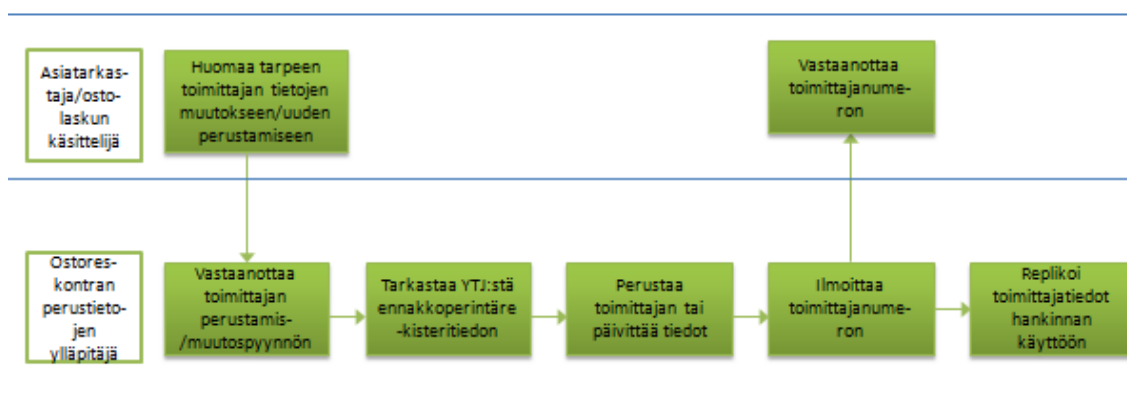 Asiatarkas-
taja/osto-
laskun
käsittelijä
Huomaa tarpeen
toimittajan tietojen
muutokseen/uuden
perustamiseen
Vastaanottaa
toimittajanume-
ron
Ostores-
kontran
perustieto-
jen
ylläpitäjä
Vastaanottaa
toimittajan
perustamis-
/muutospyynnön
Tarkastaa YTJ:stä
ennakkoperintäre
-kisteritiedon
Perustaa
toimittajan tai
päivittää tiedot
Ilmoittaa
toimittajanume-
ron
Replikoi
toimittajatiedot
hankinnan
käyttöön